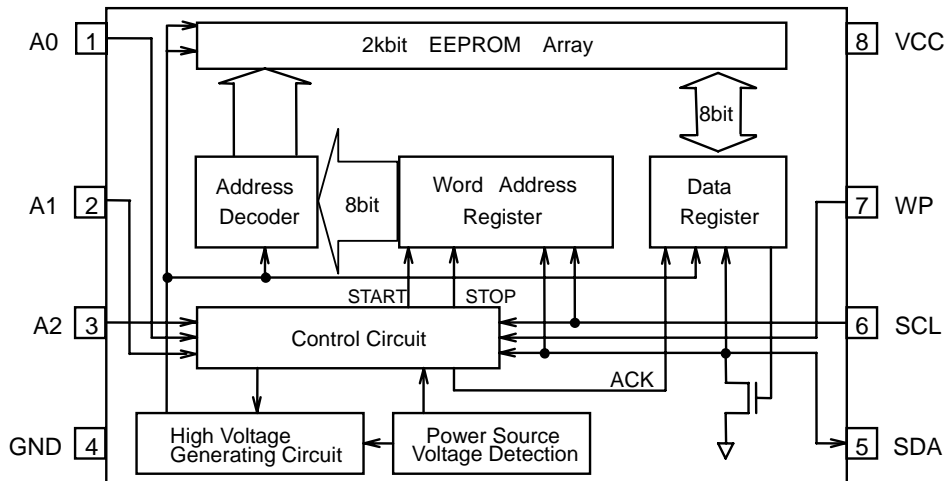 A0 1
2kbit EEPROM Array
8 VCC
8bit
A1 2
Address
Decoder
8bit
Word Address
Register
Data
Register
7 WP
START STOP
A2 3
Control Circuit
6 SCL
ACK
GND 4
High Voltage
Generating Circuit
Power Source
Voltage Detection
5 SDA